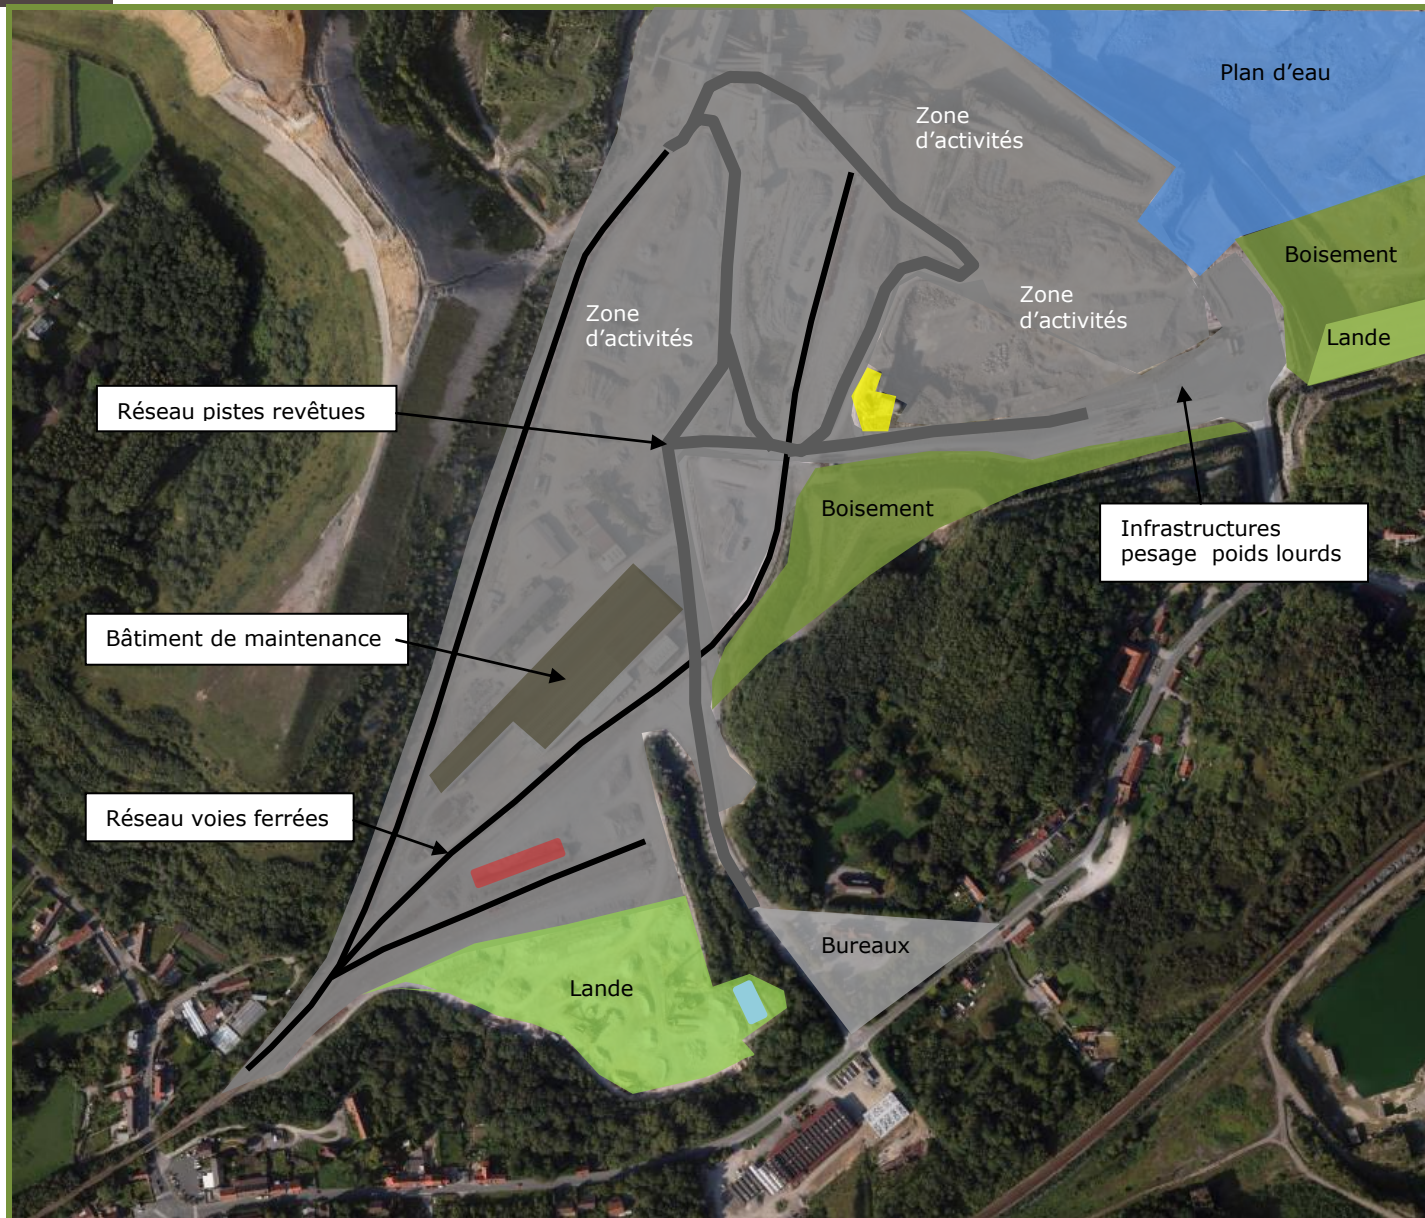 Plan d’eau
Zone
d’activités
Boisement
Zone
d’activités
Zone
d’activités
Lande
Réseau pistes revêtues
Boisement
Infrastructures
pesage  poids lourds
Bâtiment de maintenance
Réseau voies ferrées
Bureaux
Lande